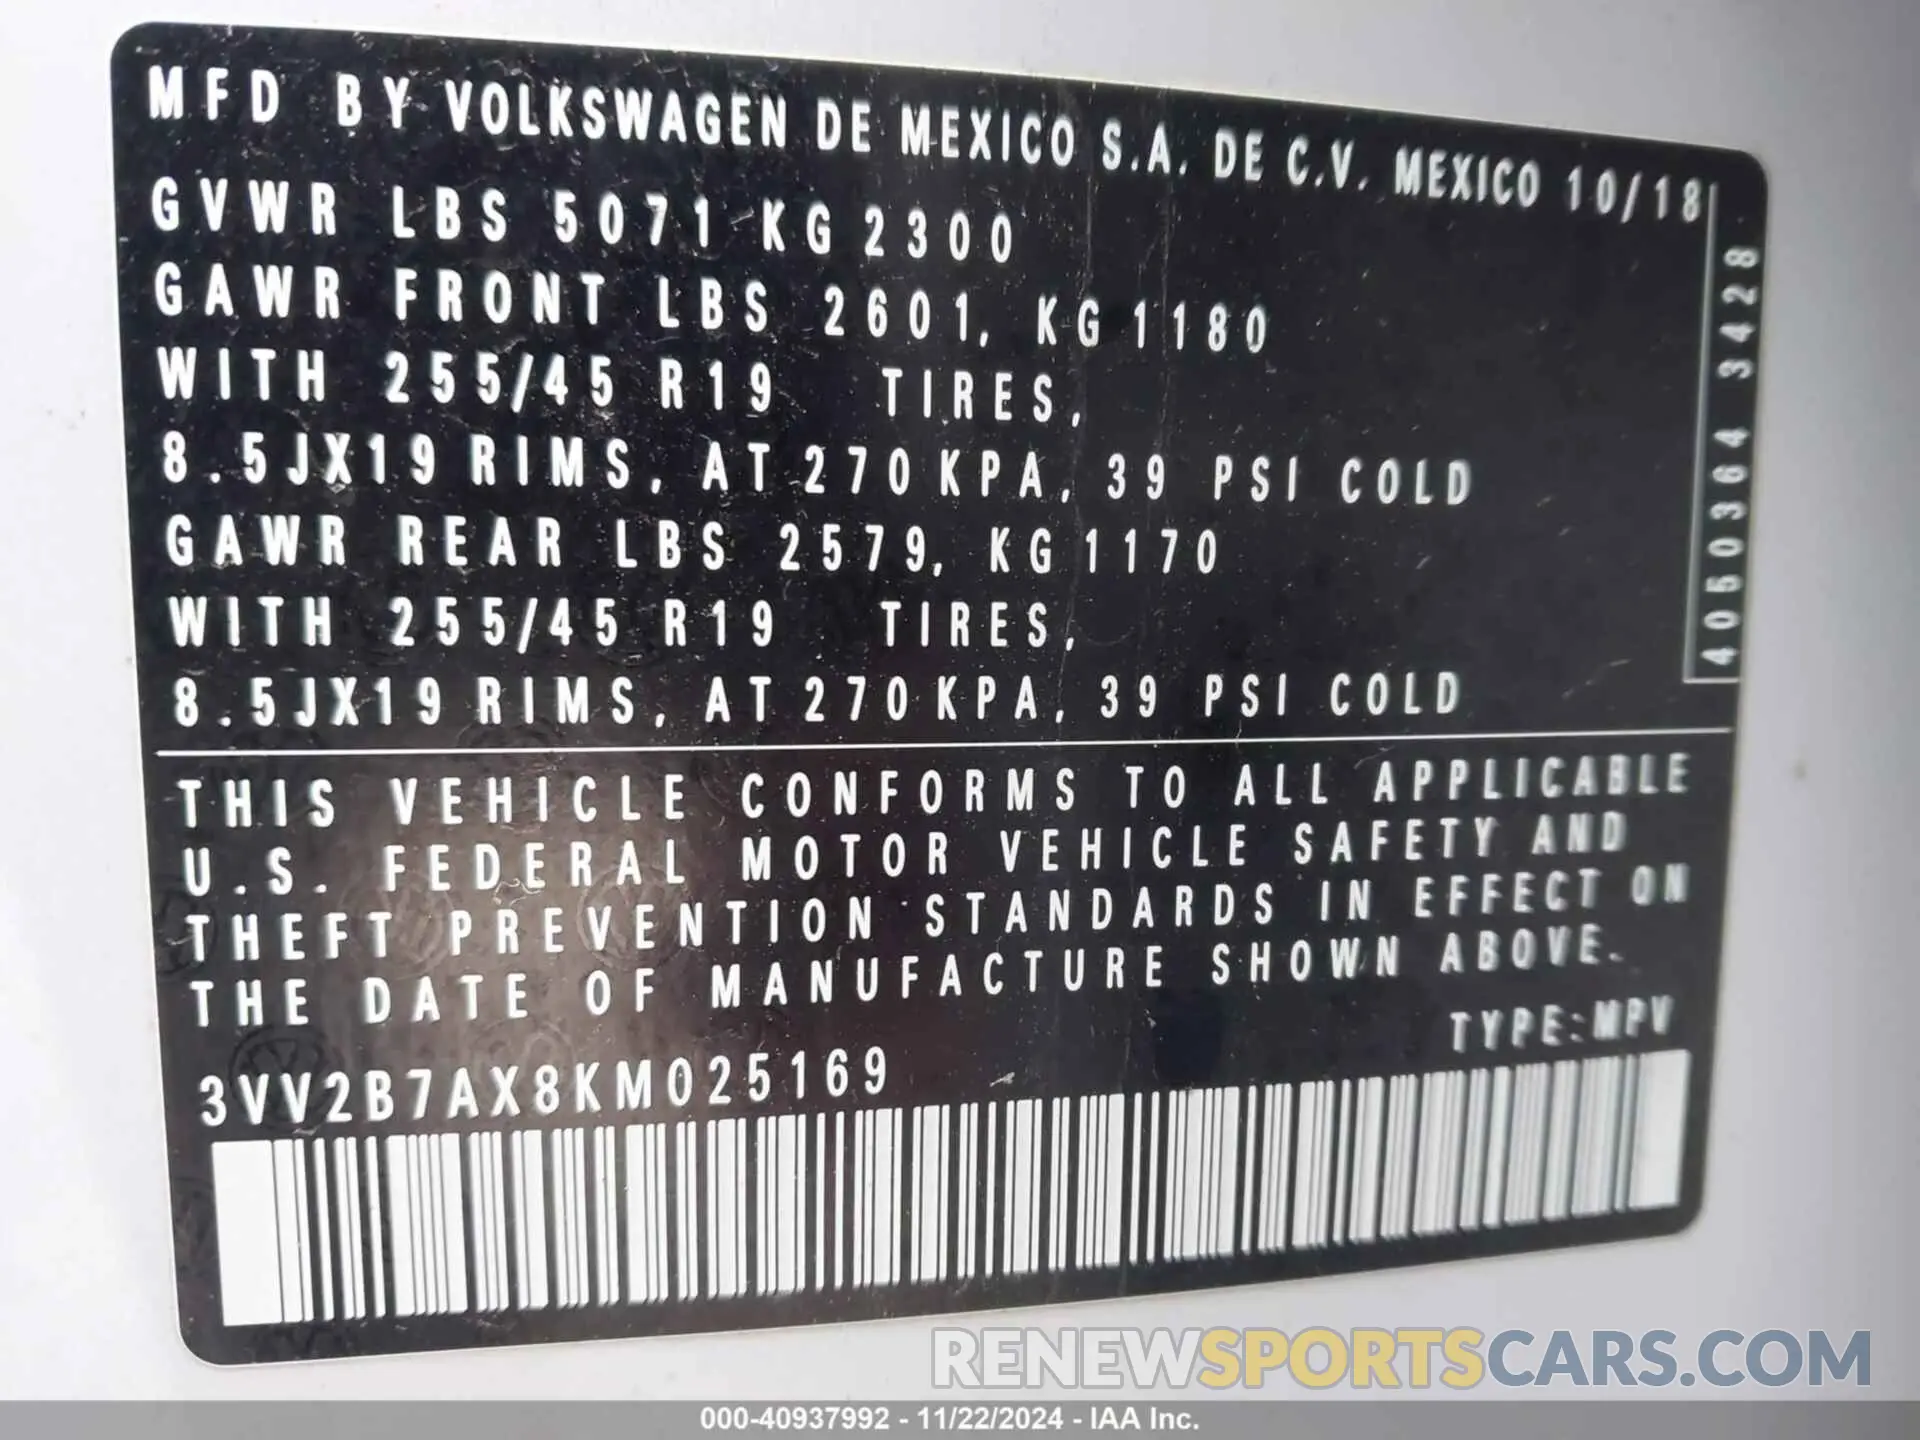 MFD BY VOLKSWAGEN DE MEXICO S.A. DE C.V. MEXICO 10/18
GVWR LBS 5071 KG 2300
GAWR FRONT LBS 2601, KG 1180
WITH 255/45 R19 TIRES,
8.5JX19 RIMS, AT 270 KPA, 39 PSI COLD
GAWR REAR LBS 2579, KG 1170
WITH 255/45 R19 TIRES,
8.5JX19 RIMS, AT 270 KPA, 39 PSI COLD
4050364 3428
THIS VEHICLE CONFORMS TO ALL APPLICABLE
U.S. FEDERAL MOTOR VEHICLE SAFETY AND
THEFT PREVENTION STANDARDS IN EFFECT ON
THE DATE OF MANUFACTURE SHOWN ABOVE.
TYPE:MPV
3VV2B7AX8KM025169
RENEWSPORTSCARS.COM
000-40937992 - 11/22/2024 - IAA Inc.